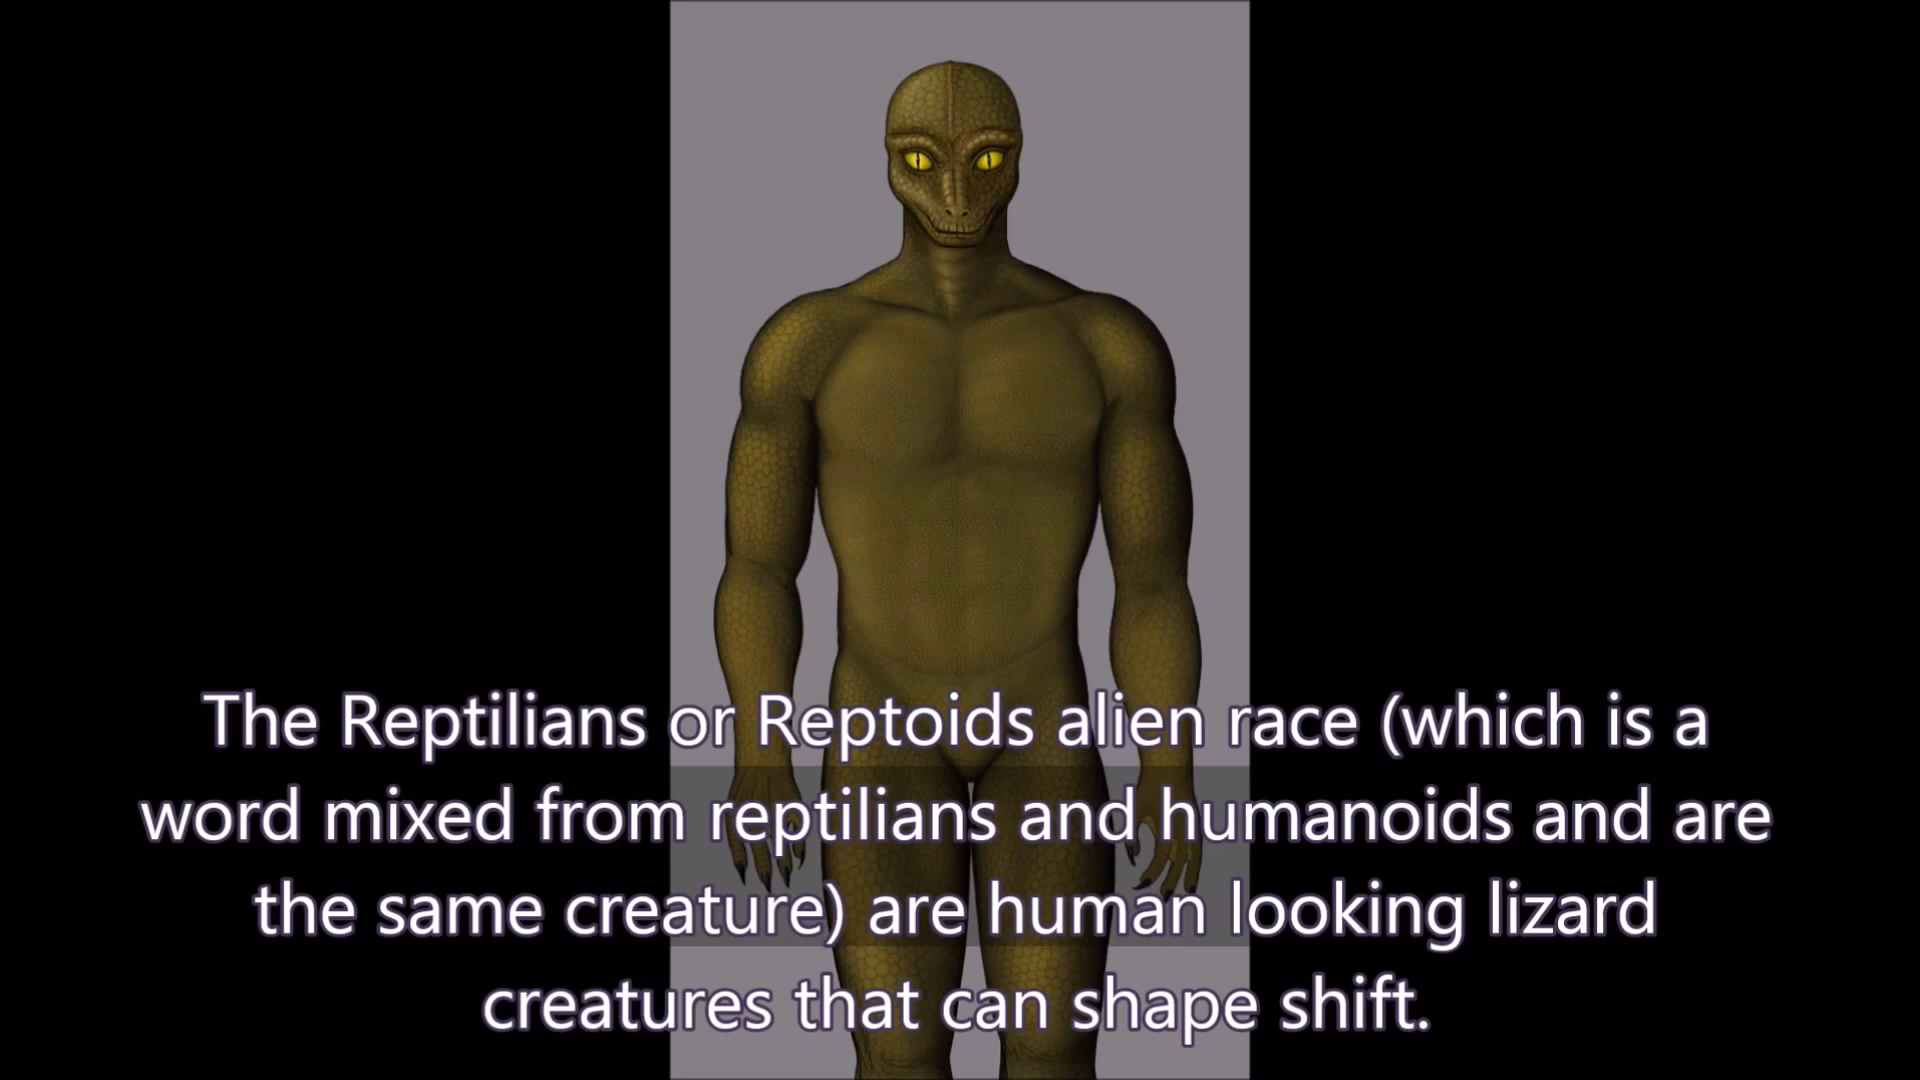 The Reptilians or Reptoids alien race (which is a
word mixed from reptilians and humanoids and are
the same creature) are human looking lizard
creatures that can shape shift.